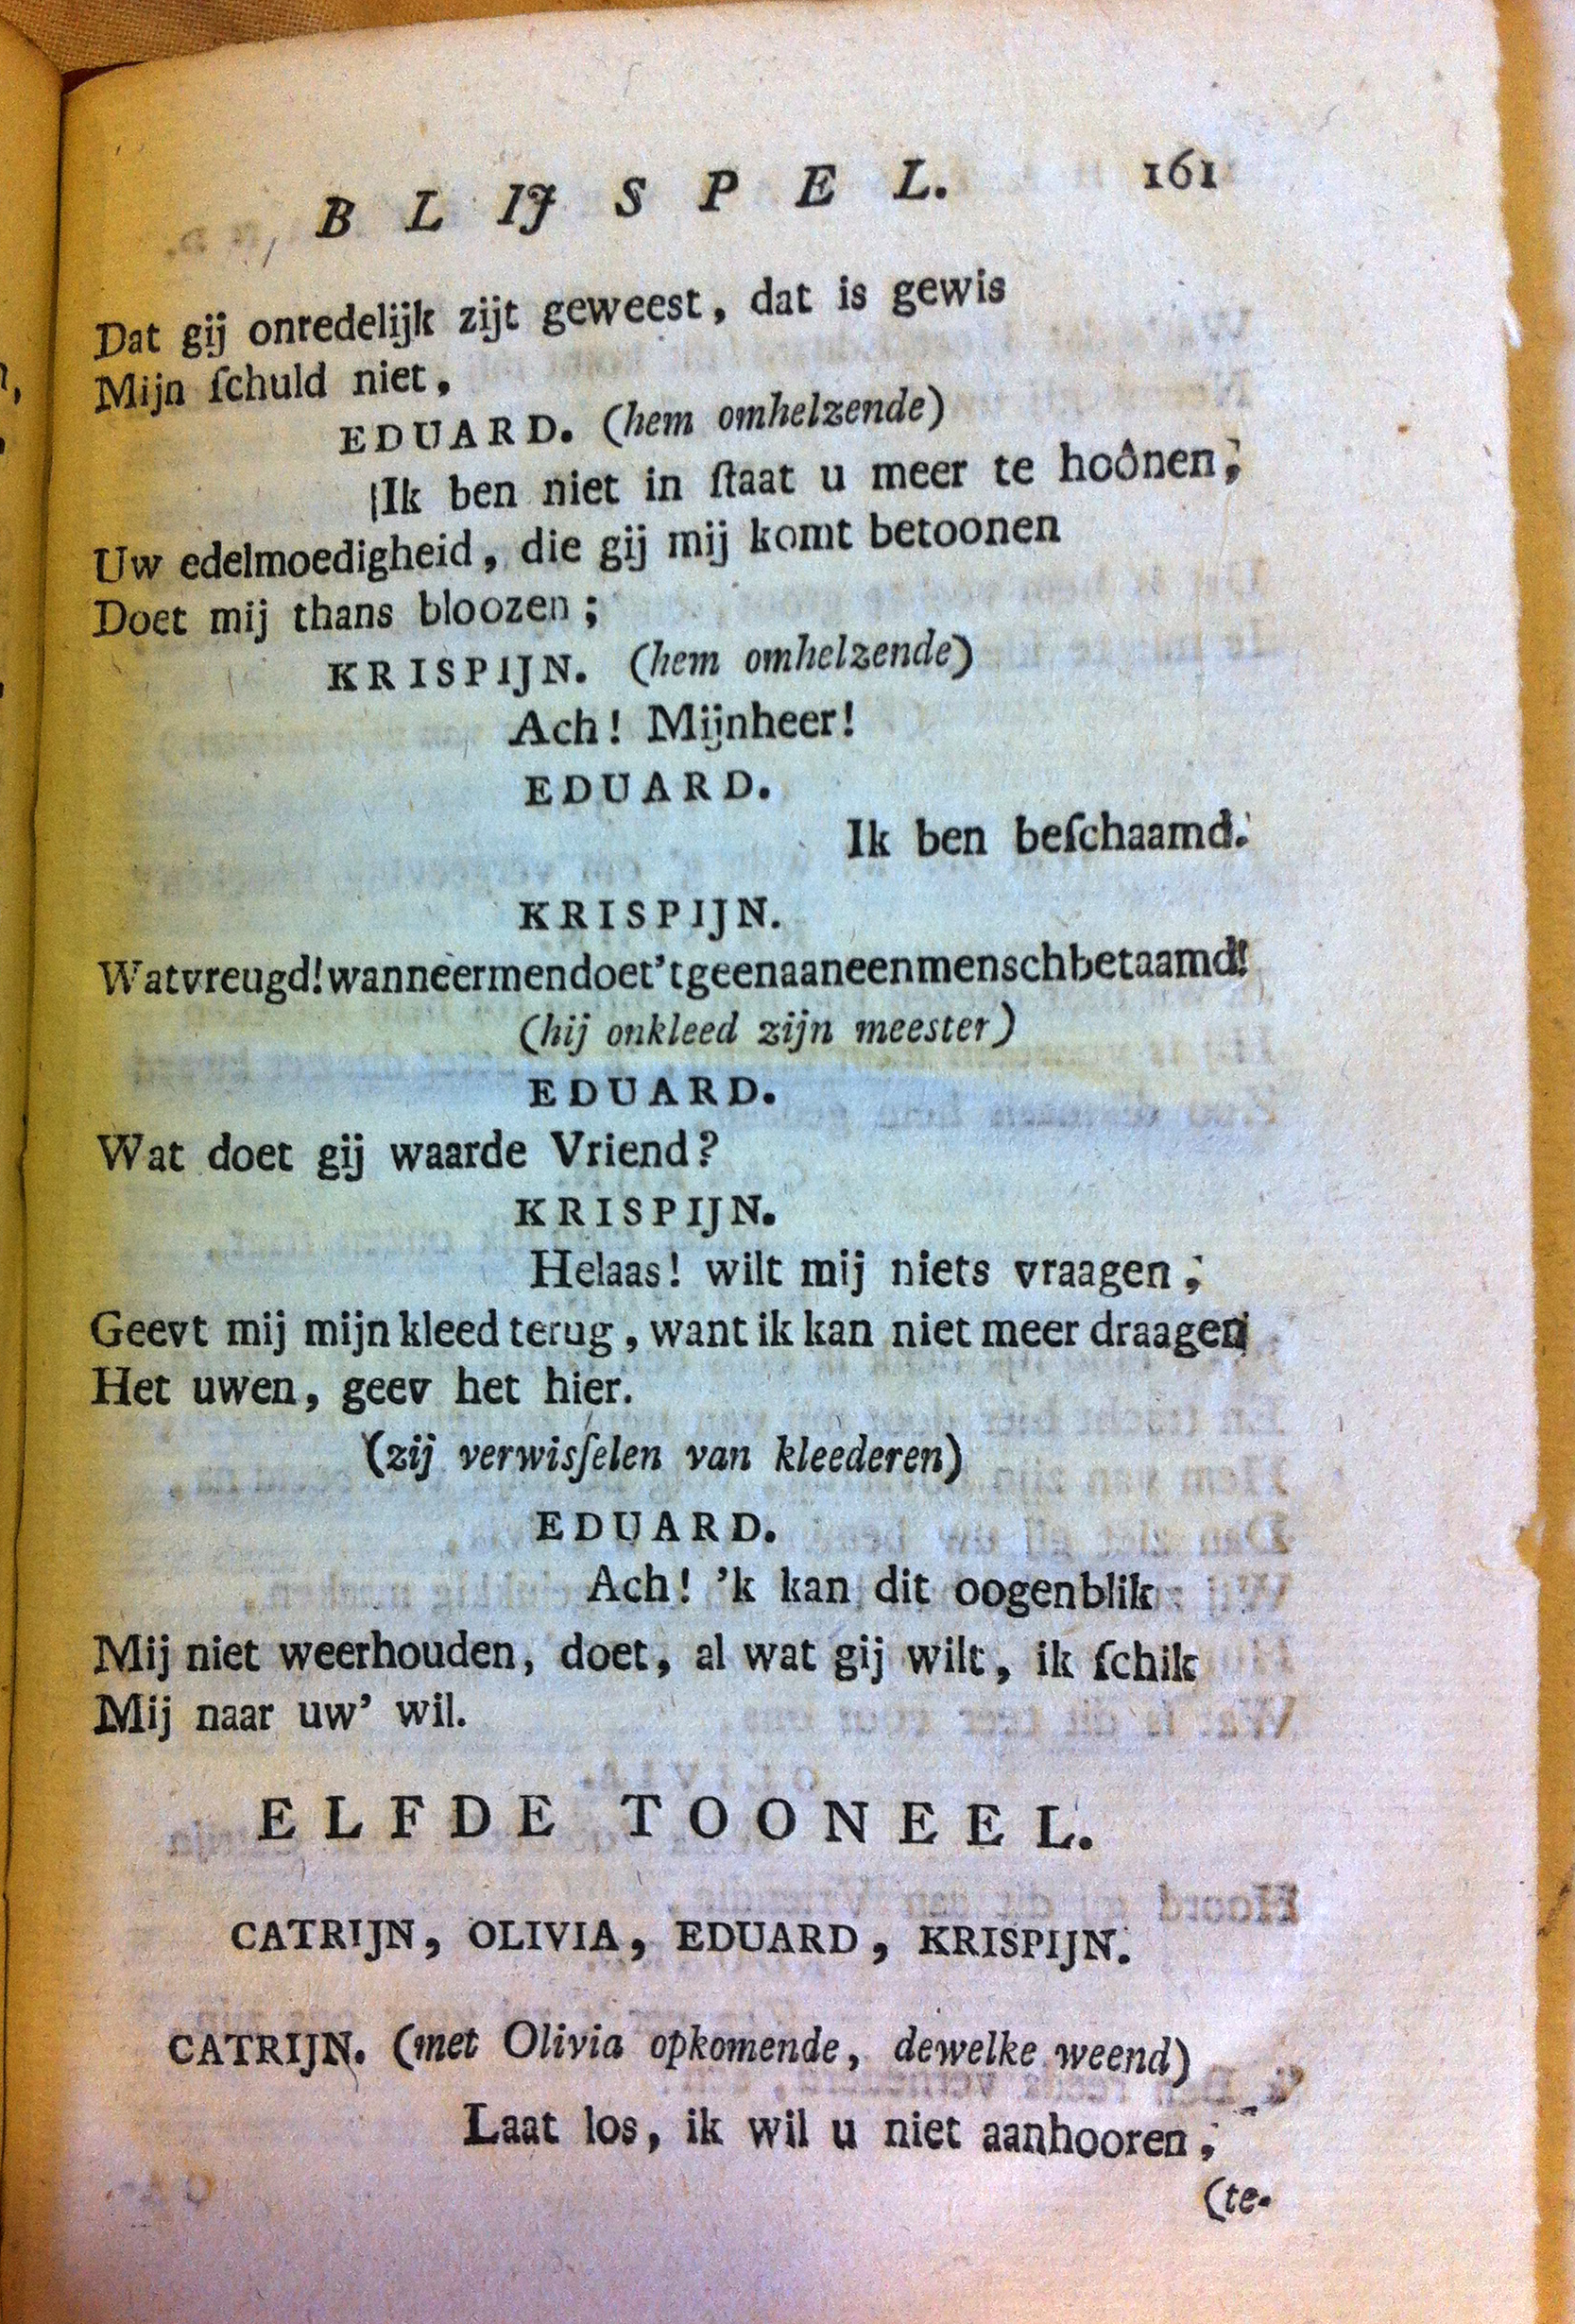 BLIJSPEL. 161
Dat gij onredelijk zijt geweest, dat is gewis
Mijn ſchuld niet,
EDUARD. (hem omhelzende)
Ik ben niet in ſtaat u meer te hoônen;
Uw edelmoedigheid, die gij mij komt betoonen
Doet mij thans bloozen;
KRISPIJN. (hem omhelzende)
Ach! Mijnheer!
EDUARD.
Ik ben beſchaamd.
KRISPIJN.
Wat vreugd! wanneer men doet 't geen aan een mensch betaamd!
(hij onkleed zijn meester)
EDUARD.
Wat doet gij waarde Vriend?
KRISPIJN.
Helaas! wilt mij niets vraagen;
Geevt mij mijn kleed terug, want ik kan niet meer draagen
Het uwen, geev het hier.
(zij verwisſelen van kleederen)
EDUARD.
Ach! 'k kan dit oogenblik
Mij niet weerhouden, doet, al wat gij wilt, ik ſchik
Mij naar uw' wil.
ELFDE TOONEEL.
CATRIJN, OLIVIA, EDUARD, KRISPIJN.
CATRIJN. (met Olivia opkomende, dewelke weend)
Laat los, ik wil u niet aanhooren;
(te-